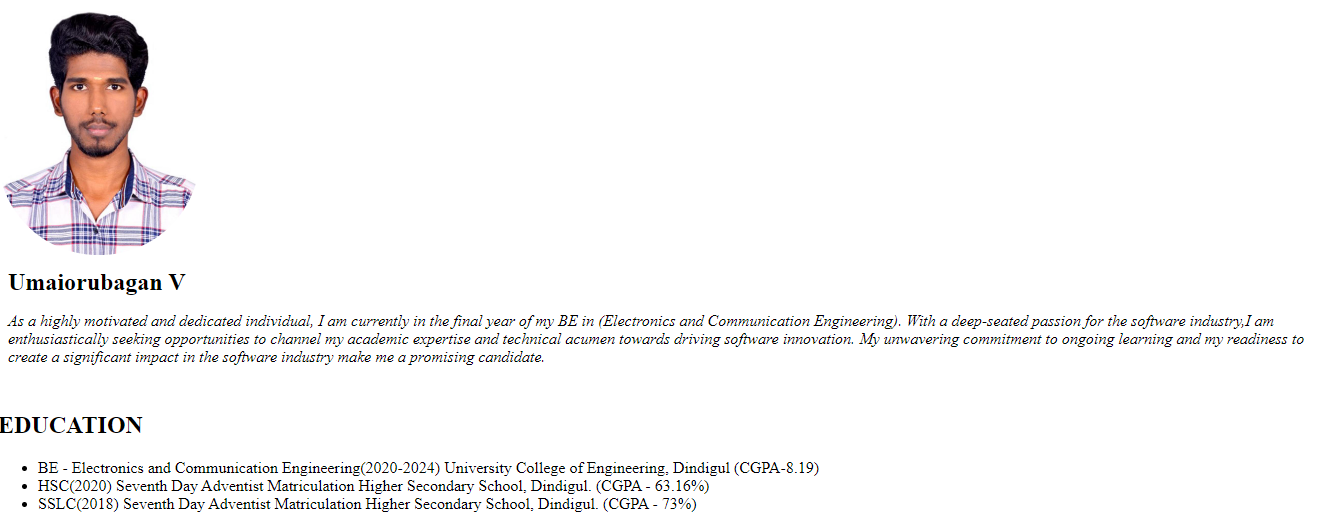 Umaiorubagan V
As a highly motivated and dedicated individual, I am currently in the final year of my BE in (Electronics and Communication Engineering). With a deep-seated passion for the software industry,I am
enthusiastically seeking opportunities to channel my academic expertise and technical acumen towards driving software innovation. My unwavering commitment to ongoing learning and my readiness to
create a significant impact in the software industry make me a promising candidate.
EDUCATION
• BE - Electronics and Communication Engineering(2020-2024) University College of Engineering, Dindigul (CGPA-8.19)
• HSC(2020) Seventh Day Adventist Matriculation Higher Secondary School, Dindigul. (CGPA - 63.16%)
• SSLC(2018) Seventh Day Adventist Matriculation Higher Secondary School, Dindigul. (CGPA - 73%)